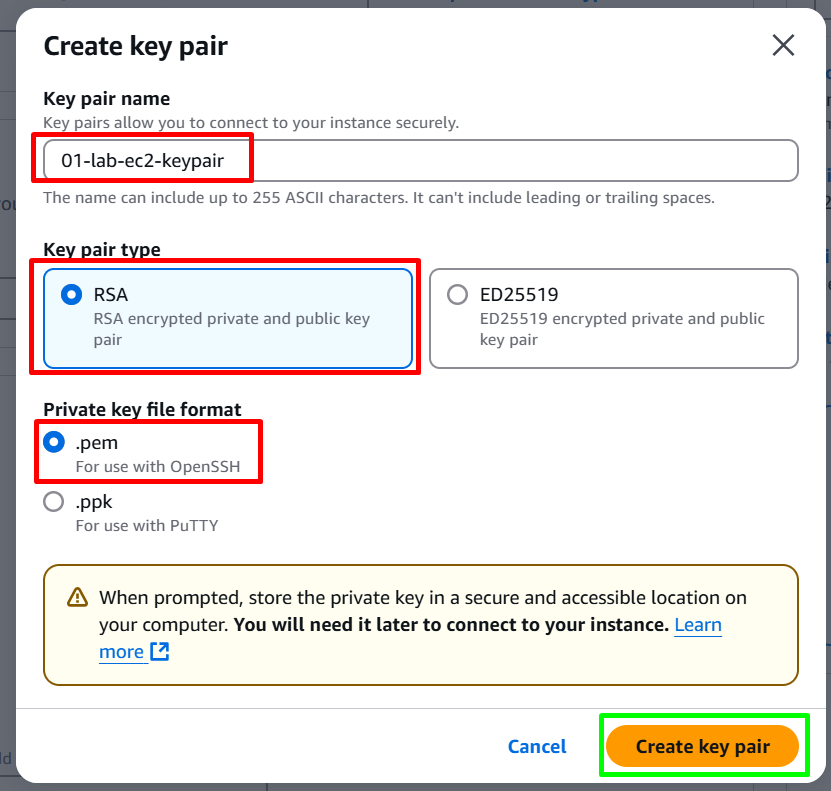 Create key pair
Key pair name
Key pairs allow you to connect to your instance securely.
01-lab-ec2-keypair
The name can include up to 255 ASCII characters. It can't include leading or trailing spaces.
Key pair type
RSA
RSA encrypted private and public key
pair
ED25519
ED25519 encrypted private and public
key pair
Private key file format
.pem
For use with OpenSSH
.ppk
For use with PuTTY
When prompted, store the private key in a secure and accessible location on
your computer. You will need it later to connect to your instance. Learn
more
Cancel
Create key pair